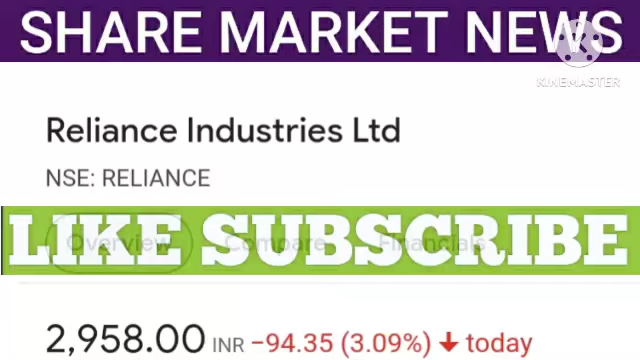 SHARE MARKET NEWS
KINEMASTER
Reliance Industries Ltd
NSE: RELIANCE
LIKE SUBSCRIBE
Overview Compare Financials
2,958.00 INR −94.35 (3.09%) ↓ today